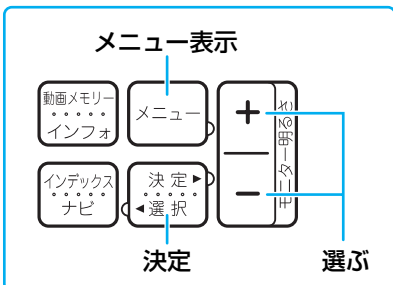 メニュー表示
動画メモリー
インフォ
メニュー
+
−
モニター明るさ
インデックス
ナビ
決定▶
◀選択
決定
選ぶ